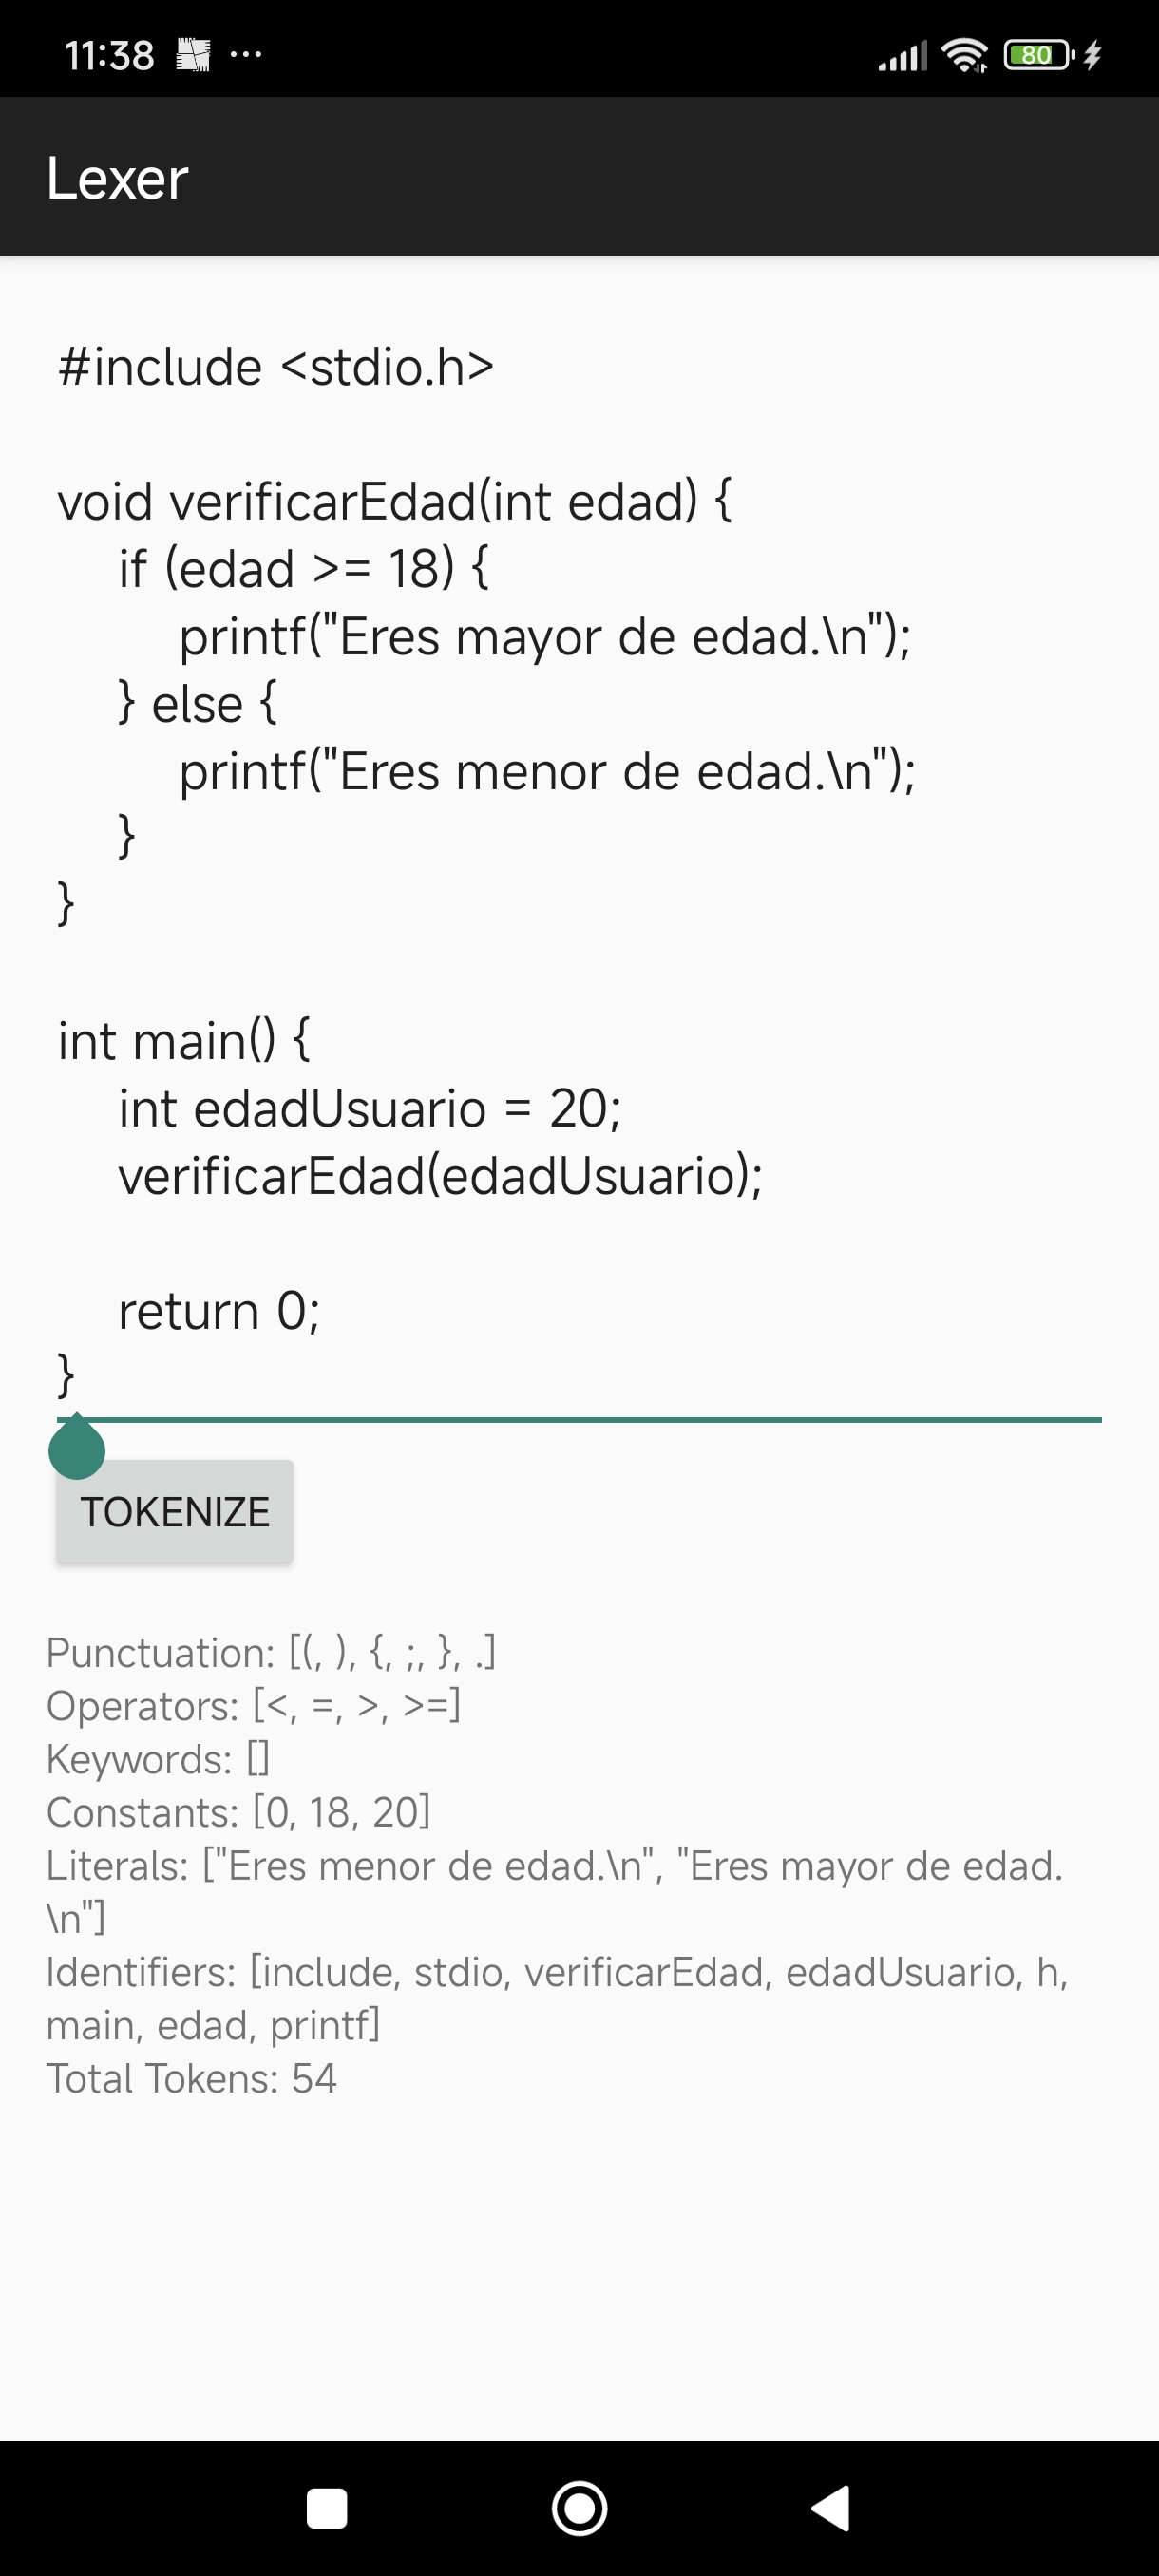 11:38
80
Lexer
#include <stdio.h>
void verificarEdad(int edad) {
if (edad >= 18) {
printf("Eres mayor de edad.\n");
} else {
printf("Eres menor de edad.\n");
}
}
int main() {
int edadUsuario = 20;
verificarEdad(edadUsuario);
return 0;
}
TOKENIZE
Punctuation: [(, ), {, ;, }, .]
Operators: [<, =, >, >=]
Keywords: []
Constants: [0, 18, 20]
Literals: ["Eres menor de edad.\n", "Eres mayor de edad.
\n"]
Identifiers: [include, stdio, verificarEdad, edadUsuario, h,
main, edad, printf]
Total Tokens: 54